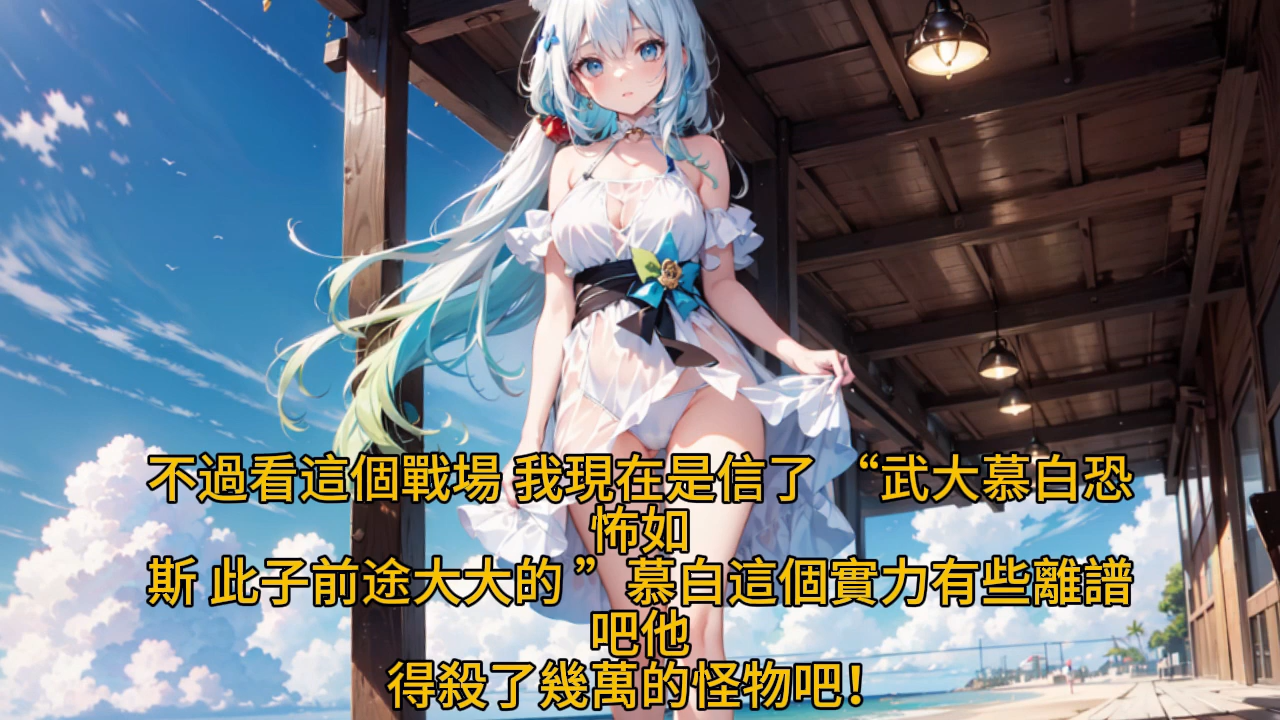 不過看這個戰場 我現在是信了 “武大慕白恐
怖如
斯 此子前途大大的 ” 慕白這個實力有些離譜
吧他
得殺了幾萬的怪物吧！